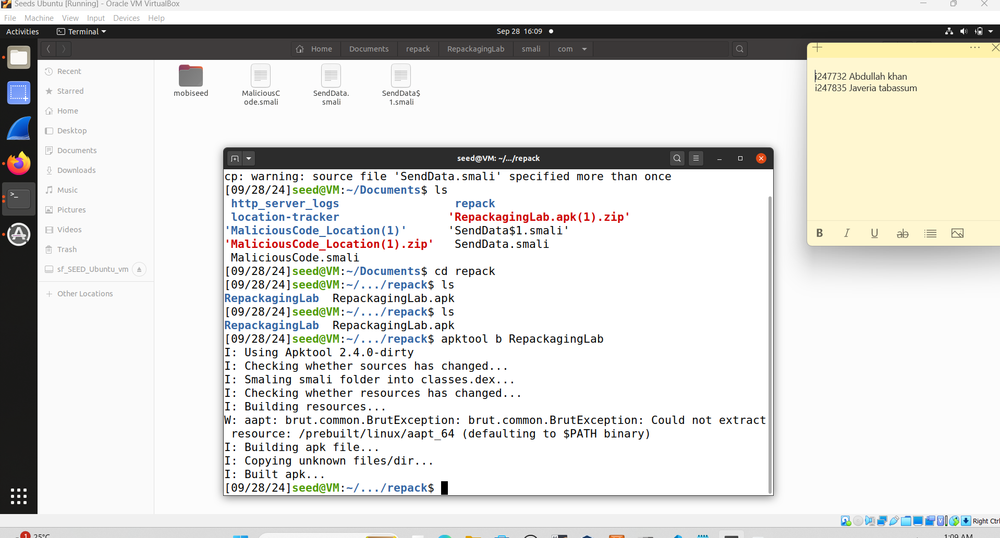 Seeds Ubuntu [Running] - Oracle VM VirtualBox
File Machine View Input Devices Help
Activities Terminal Sep 28 16:09
Home Documents repack RepackagingLab smali com
Recent
Starred
Home
Desktop
Documents
Downloads
Music
Pictures
Videos
Trash
sf_SEED_Ubuntu_vm
Other Locations
mobiseed
MaliciousC
ode.smali
SendData.
smali
SendData$
1.smali
i247732 Abdullah khan
i247835 Javeria tabassum
B I U ab
seed@VM: ~/.../repack
cp: warning: source file 'SendData.smali' specified more than once
[09/28/24]seed@VM:~/Documents$ ls
http_server_logs repack
location-tracker 'RepackagingLab.apk(1).zip'
'MaliciousCode_Location(1)' 'SendData$1.smali'
'MaliciousCode_Location(1).zip' SendData.smali
MaliciousCode.smali
[09/28/24]seed@VM:~/Documents$ cd repack
[09/28/24]seed@VM:~/.../repack$ ls
RepackagingLab RepackagingLab.apk
[09/28/24]seed@VM:~/.../repack$ ls
RepackagingLab RepackagingLab.apk
[09/28/24]seed@VM:~/.../repack$ apktool b RepackagingLab
I: Using Apktool 2.4.0-dirty
I: Checking whether sources has changed...
I: Smaling smali folder into classes.dex...
I: Checking whether resources has changed...
I: Building resources...
W: aapt: brut.common.BrutException: brut.common.BrutException: Could not extract
resource: /prebuilt/linux/aapt_64 (defaulting to $PATH binary)
I: Building apk file...
I: Copying unknown files/dir...
I: Built apk...
[09/28/24]seed@VM:~/.../repack$
Right Ctrl
1 25°C
1:09 AM